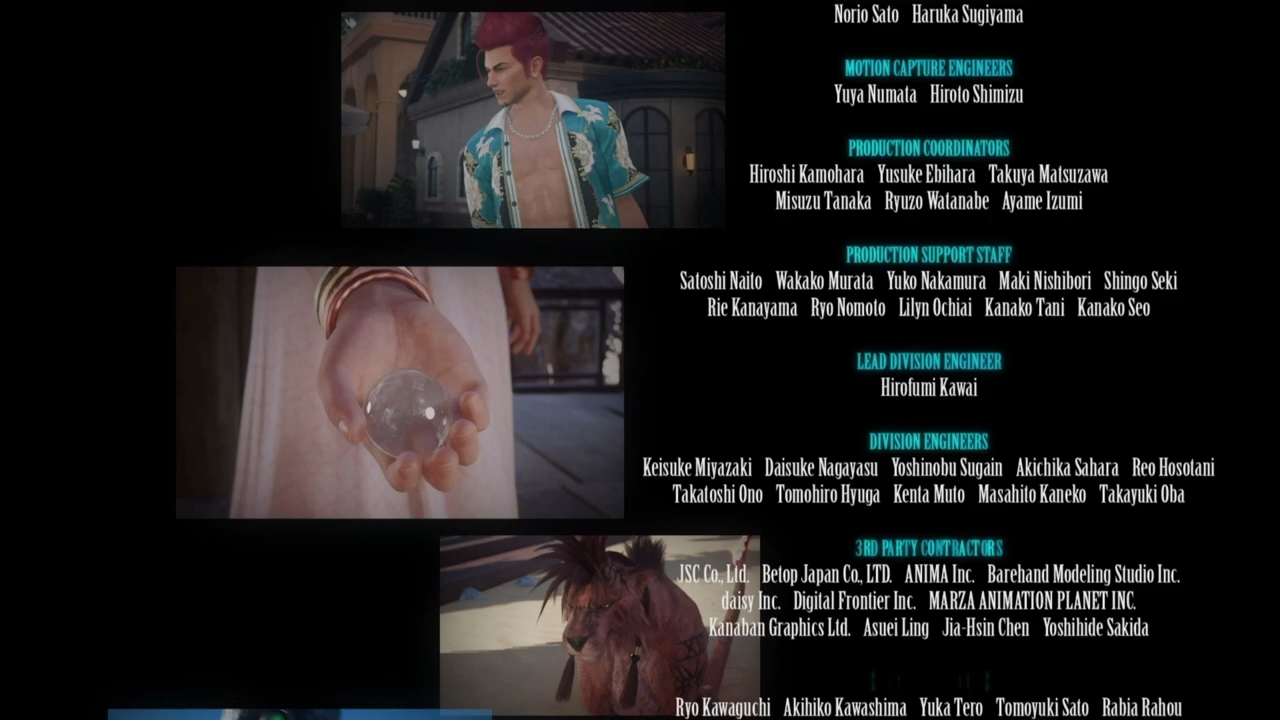 Norio Sato Haruka Sugiyama
MOTION CAPTURE ENGINEERS
Yuya Numata Hiroto Shimizu
PRODUCTION COORDINATORS
Hiroshi Kamohara Yusuke Ebihara Takuya Matsuzawa
Misuzu Tanaka Ryuzo Watanabe Ayame Izumi
PRODUCTION SUPPORT STAFF
Satoshi Naito Wakako Murata Yuko Nakamura Maki Nishibori Shingo Seki
Rie Kanayama Ryo Nomoto Lilyn Ochiai Kanako Tani Kanako Seo
LEAD DIVISION ENGINEER
Hirofumi Kawai
DIVISION ENGINEERS
Keisuke Miyazaki Daisuke Nagayasu Yoshinobu Sugain Akichika Sahara Reo Hosotani
Takatoshi Ono Tomohiro Hyuga Kenta Muto Masahito Kaneko Takayuki Oba
3RD PARTY CONTRACTORS
JSC Co., Ltd. Betop Japan Co., LTD. ANIMA Inc. Barehand Modeling Studio Inc.
daisy Inc. Digital Frontier Inc. MARZA ANIMATION PLANET INC.
Kanaban Graphics Ltd. Asuei Ling Jia-Hsin Chen Yoshihide Sakida
Ryo Kawaguchi Akihiko Kawashima Yuka Tero Tomoyuki Sato Rabia Rahou